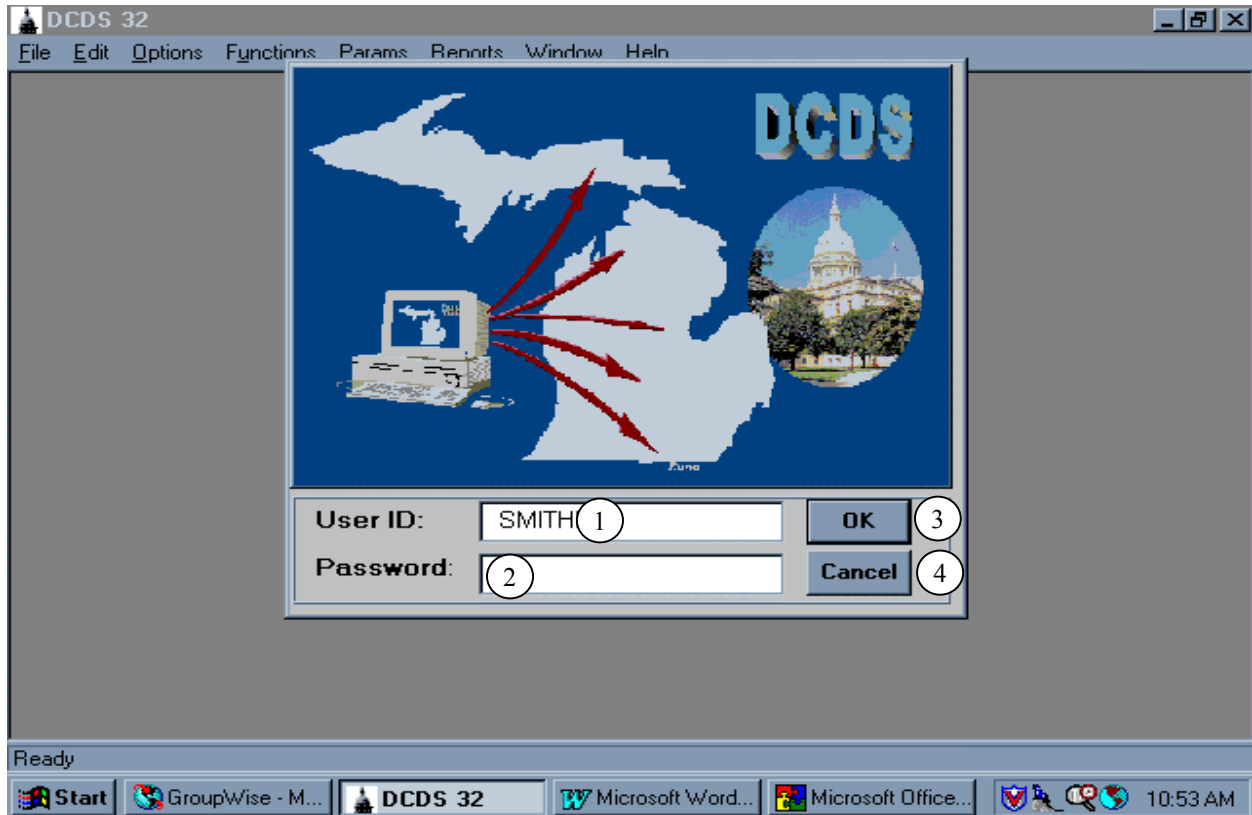 DCDS 32
File Edit Options Functions Params Reports Window Help
DCDS
User ID: SMITH 1 OK 3
Password: 2 Cancel 4
Ready
Start GroupWise - M... DCDS 32 Microsoft Word... Microsoft Office... 10:53 AM